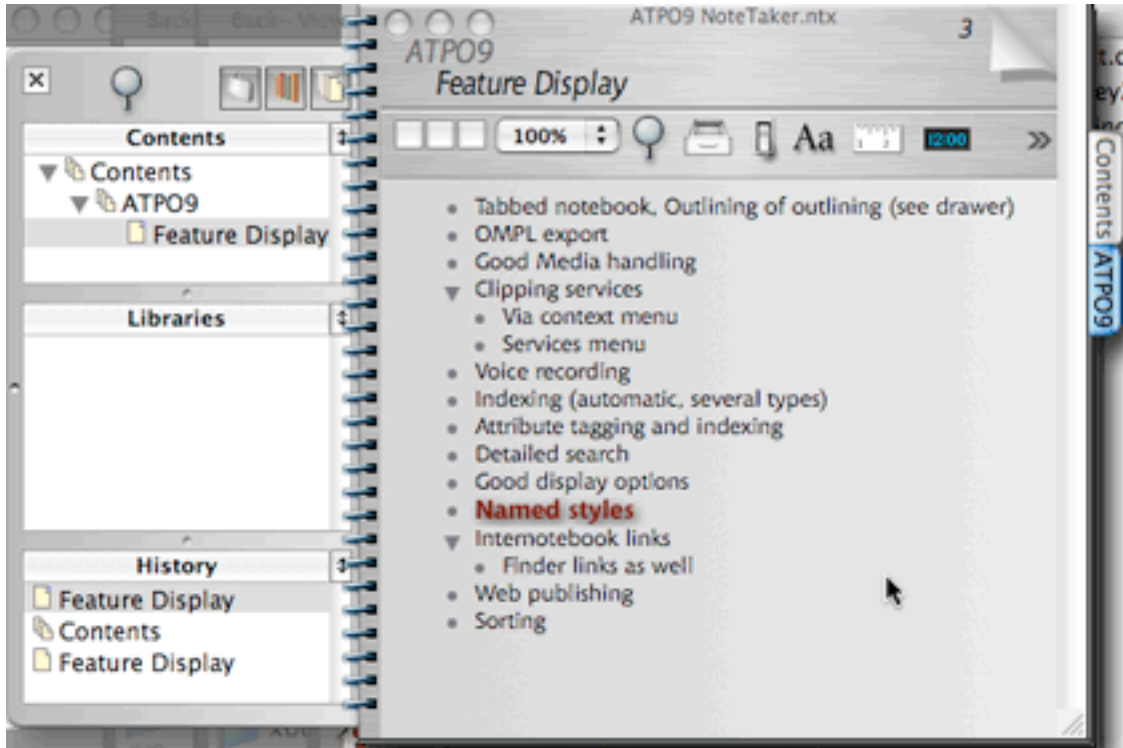 Back
Back
View
ATPO9 NoteTaker.ntx
3
ATPO9
Feature Display
100%
Aa
12:00
Contents
Contents
ATPO9
Feature Display
Libraries
History
Feature Display
Contents
Feature Display
Tabbed notebook, Outlining of outlining (see drawer)
OMPL export
Good Media handling
Clipping services
Via context menu
Services menu
Voice recording
Indexing (automatic, several types)
Attribute tagging and indexing
Detailed search
Good display options
Named styles
Internotebook links
Finder links as well
Web publishing
Sorting
Contents
ATPO9